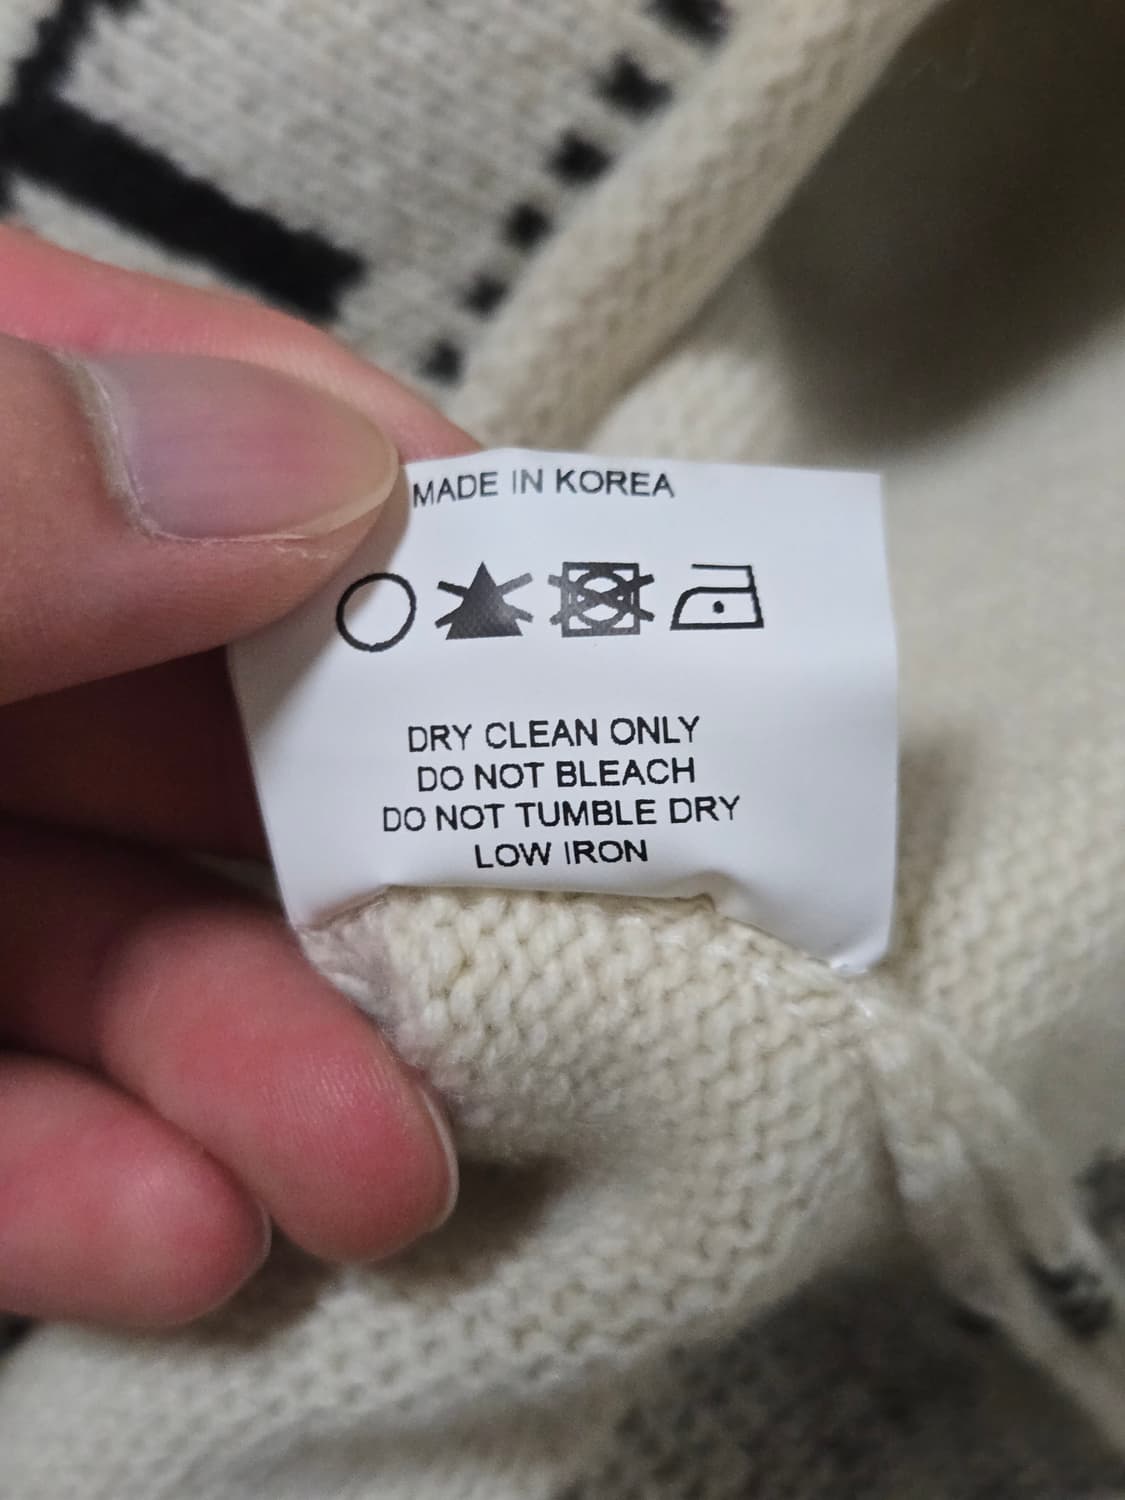 MADE IN KOREA
DRY CLEAN ONLY
DO NOT BLEACH
DO NOT TUMBLE DRY
LOW IRON